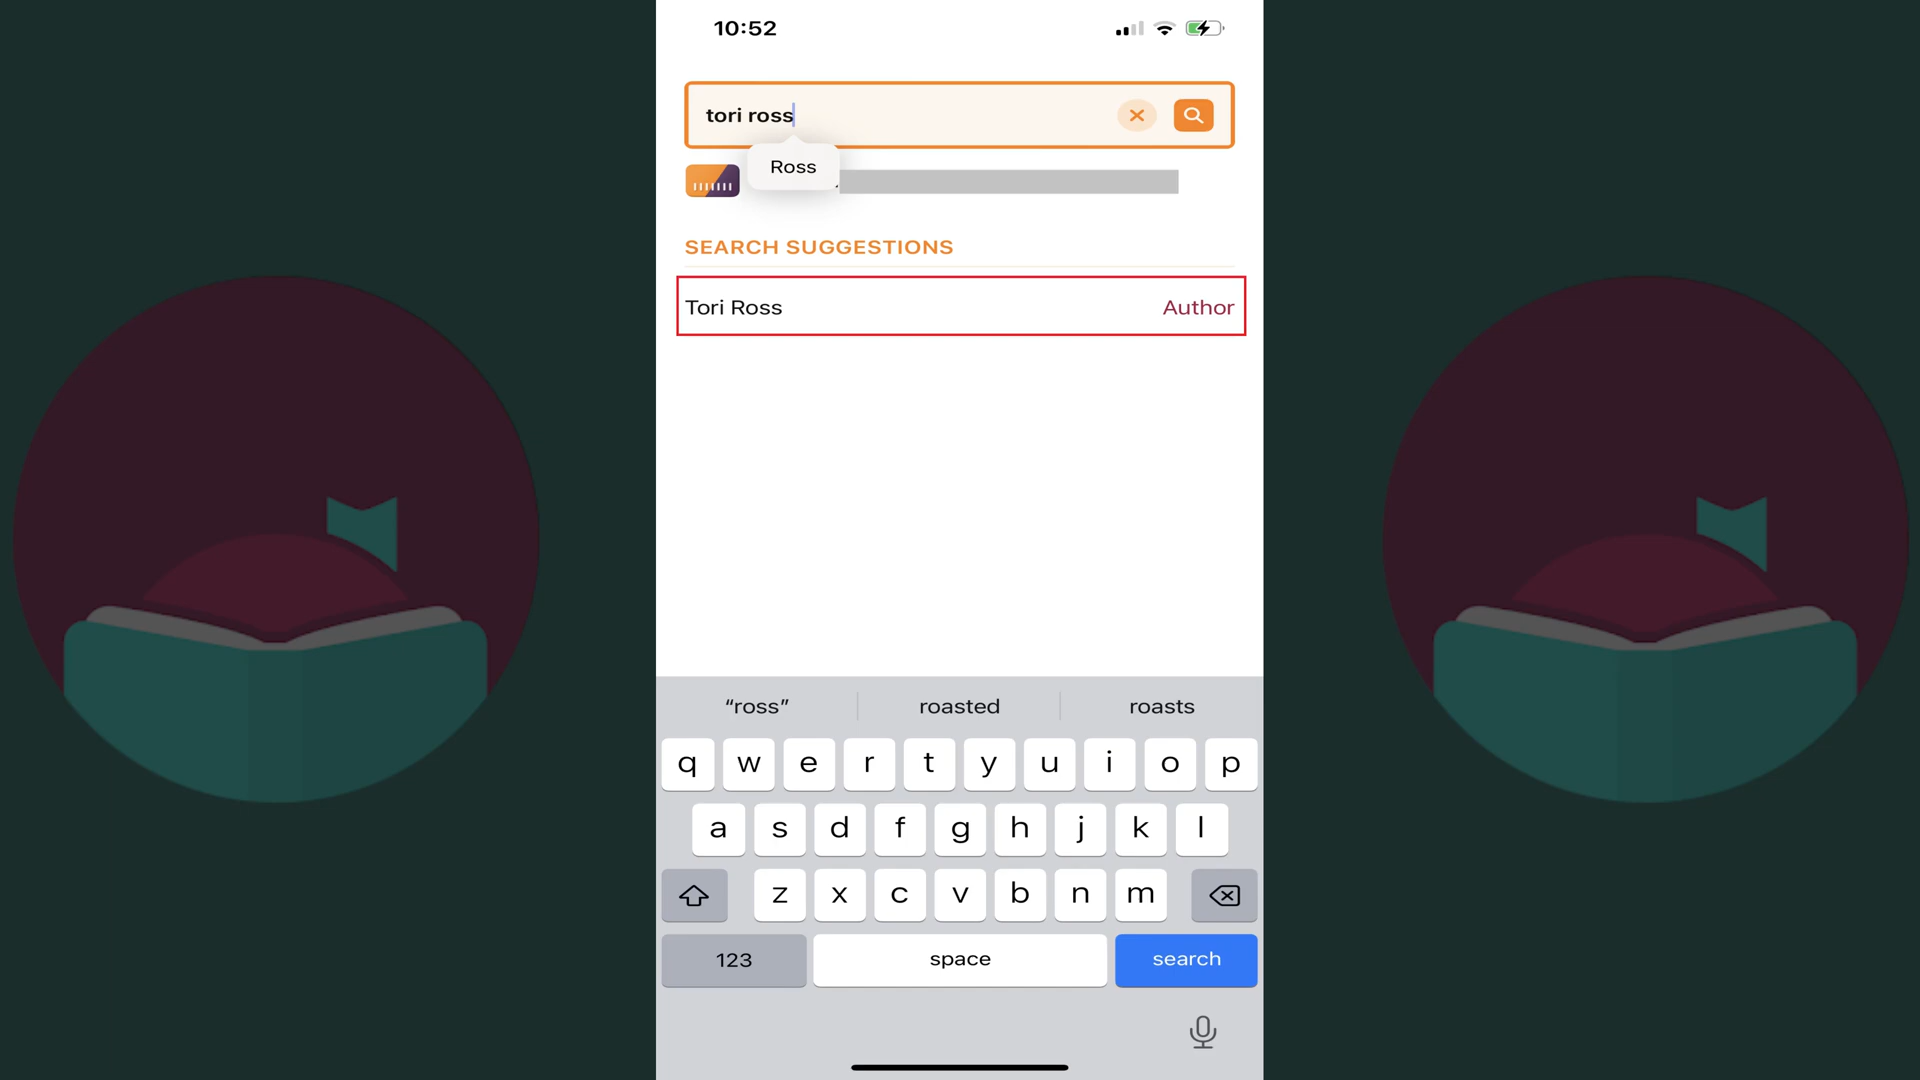 10:52
tori ross
Ross
SEARCH SUGGESTIONS
Tori Ross Author
“ross” roasted roasts
q w e r t y u i o p
a s d f g h j k l
z x c v b n m
123 space search